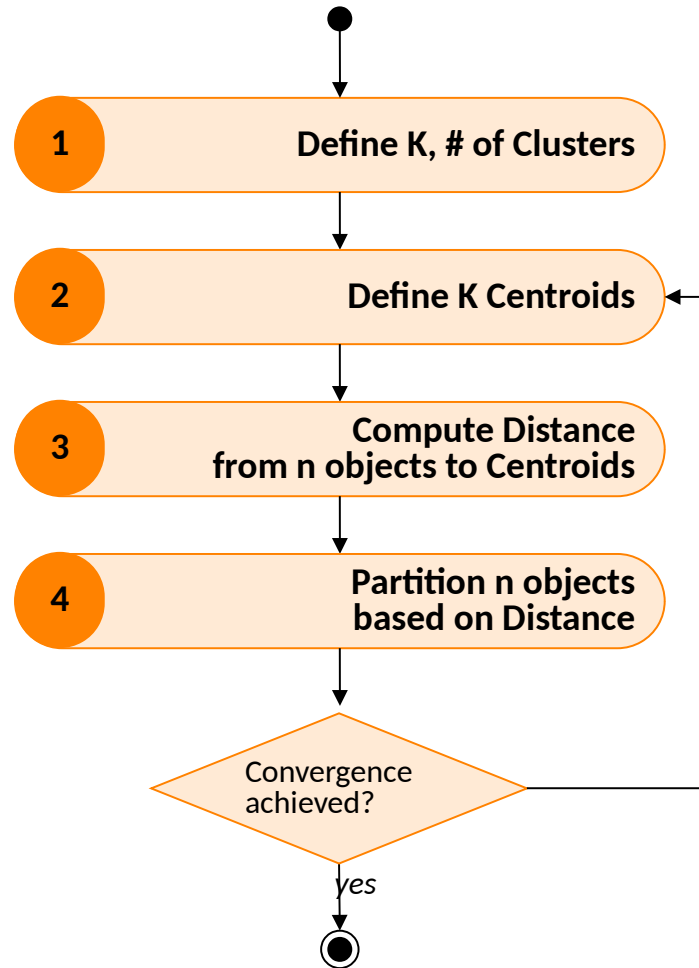 1
Define K, # of Clusters
2
Define K Centroids
3
Compute Distance
from n objects to Centroids
4
Partition n objects
based on Distance
Convergence
achieved?
yes